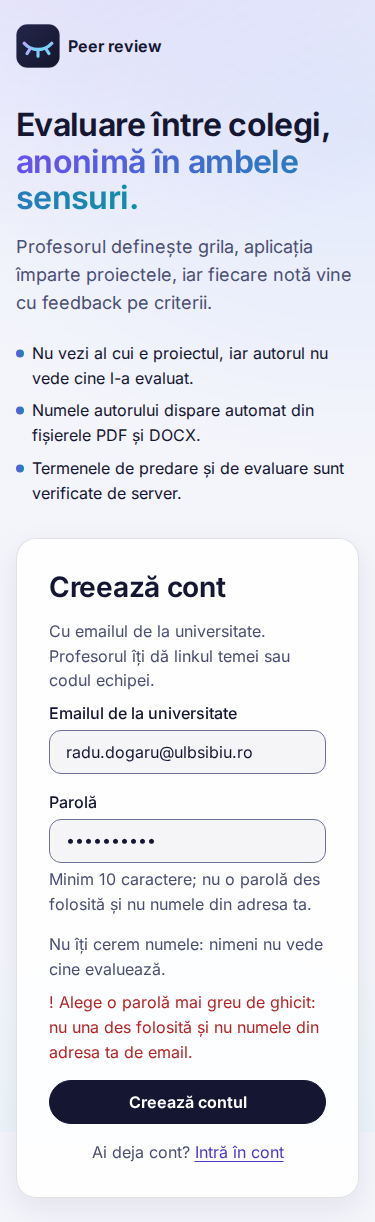 Peer review
Evaluare între colegi,
anonimă în ambele
sensuri.
Profesorul definește grila, aplicația
împarte proiectele, iar fiecare notă vine
cu feedback pe criterii.
Nu vezi al cui e proiectul, iar autorul nu
vede cine l-a evaluat.
Numele autorului dispare automat din
fișierele PDF și DOCX.
Termenele de predare și de evaluare sunt
verificate de server.
Creează cont
Cu emailul de la universitate.
Profesorul îți dă linkul temei sau
codul echipei.
Emailul de la universitate
radu.dogaru@ulbsibiu.ro
Parolă
••••••••••
Minim 10 caractere; nu o parolă des
folosită și nu numele din adresa ta.
Nu îți cerem numele: nimeni nu vede
cine evaluează.
! Alege o parolă mai greu de ghicit:
nu una des folosită și nu numele din
adresa ta de email.
Creează contul
Ai deja cont? Intră în cont